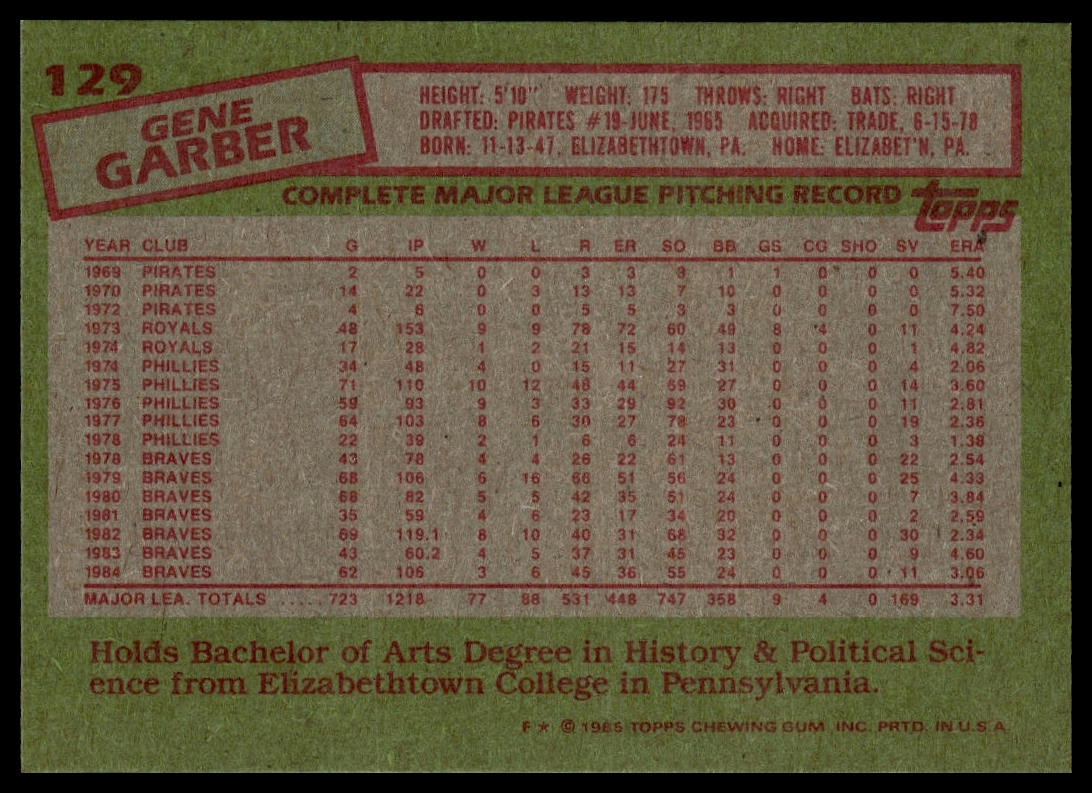 129
GENE
GARBER
HEIGHT: 5'10" WEIGHT: 175 THROWS: RIGHT BATS: RIGHT
DRAFTED: PIRATES #19-JUNE, 1965 ACQUIRED: TRADE, 6-15-78
BORN: 11-13-47, ELIZABETHTOWN, PA. HOME: ELIZABET'N, PA.
COMPLETE MAJOR LEAGUE PITCHING RECORD topps
YEAR CLUB G IP W L R ER SO BB GS CG SHO SV ERA
1969 PIRATES 2 5 0 0 3 3 3 1 1 0 0 0 5.40
1970 PIRATES 14 22 0 3 13 13 7 10 0 0 0 0 5.32
1972 PIRATES 4 6 0 0 5 5 3 3 0 0 0 0 7.50
1973 ROYALS 48 153 9 9 78 72 60 49 8 4 0 11 4.24
1974 ROYALS 17 28 1 2 21 15 14 13 0 0 0 1 4.82
1974 PHILLIES 34 48 4 0 15 11 27 31 0 0 0 4 2.06
1975 PHILLIES 71 110 10 12 48 44 69 27 0 0 0 14 3.60
1976 PHILLIES 59 93 9 3 33 29 92 30 0 0 0 11 2.81
1977 PHILLIES 64 103 8 6 30 27 78 23 0 0 0 19 2.36
1978 PHILLIES 22 39 2 1 6 6 24 11 0 0 0 3 1.38
1978 BRAVES 43 78 4 4 26 22 61 13 0 0 0 22 2.54
1979 BRAVES 68 106 6 16 66 51 56 24 0 0 0 25 4.33
1980 BRAVES 68 82 5 5 42 35 51 24 0 0 0 7 3.84
1981 BRAVES 35 59 4 6 23 17 34 20 0 0 0 2 2.59
1982 BRAVES 69 119.1 8 10 40 31 68 32 0 0 0 30 2.34
1983 BRAVES 43 60.2 4 5 37 31 45 23 0 0 0 9 4.60
1984 BRAVES 62 106 3 6 45 36 55 24 0 0 0 11 3.06
MAJOR LEA. TOTALS ..... 723 1218 77 88 531 448 747 358 9 4 0 169 3.31
Holds Bachelor of Arts Degree in History & Political Sci-
ence from Elizabethtown College in Pennsylvania.
F ★ © 1985 TOPPS CHEWING GUM, INC. PRTD. IN U.S.A.